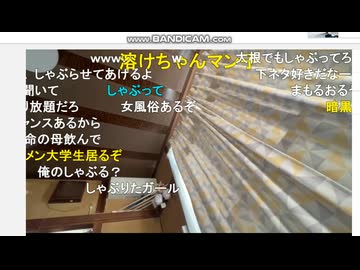 www.BANDICAM.com
www
w
溶けちゃんマン
大根でもしゃぶってろ
しゃぶらせてあげるよ
下ネタ好きだなー
聞いて
しゃぶって
まもるおるぞ
り放題だろ
女風俗あるぞ
暗黒
ャンスあるから
命の母飲んで
メン大学生居るぞ
俺のしゃぶる?
しゃぶりたガール